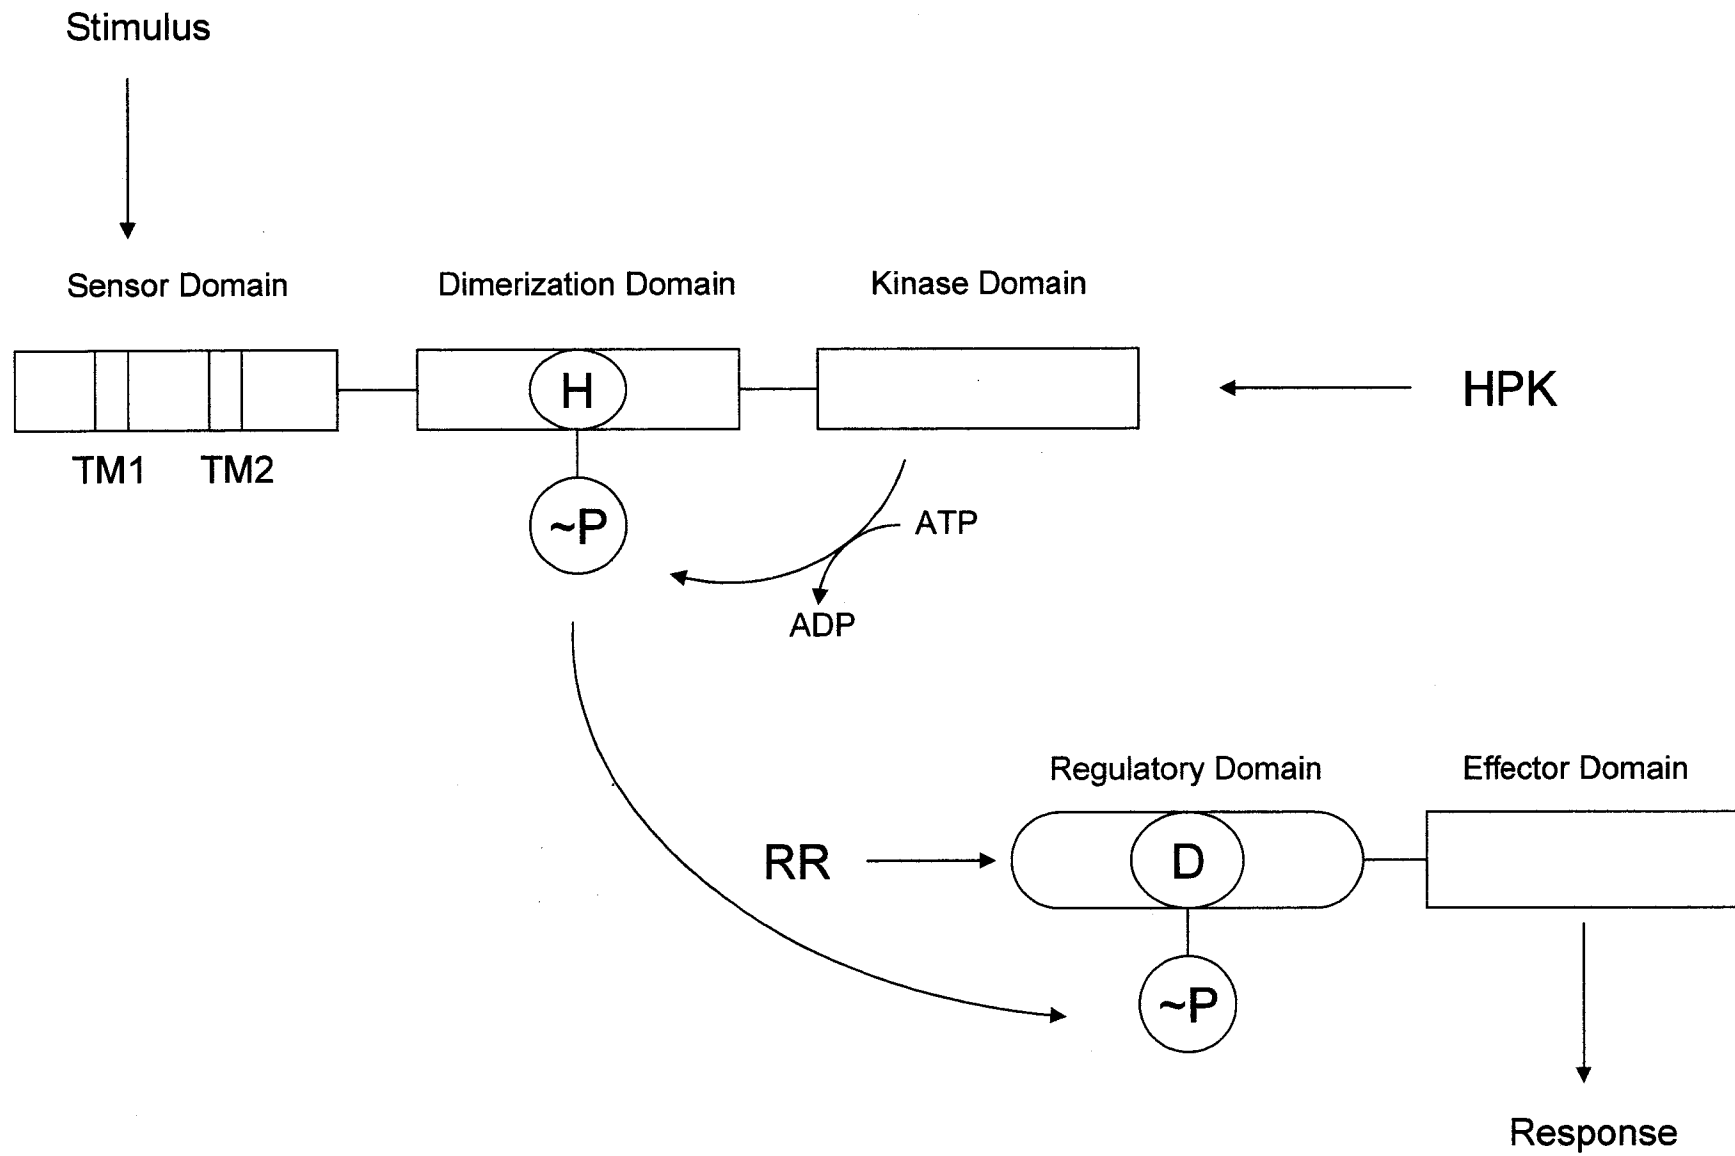 Stimulus
Sensor Domain
Dimerization Domain
Kinase Domain
H
HPK
TM1
TM2
~P
ATP
ADP
Regulatory Domain
Effector Domain
RR
D
~P
Response